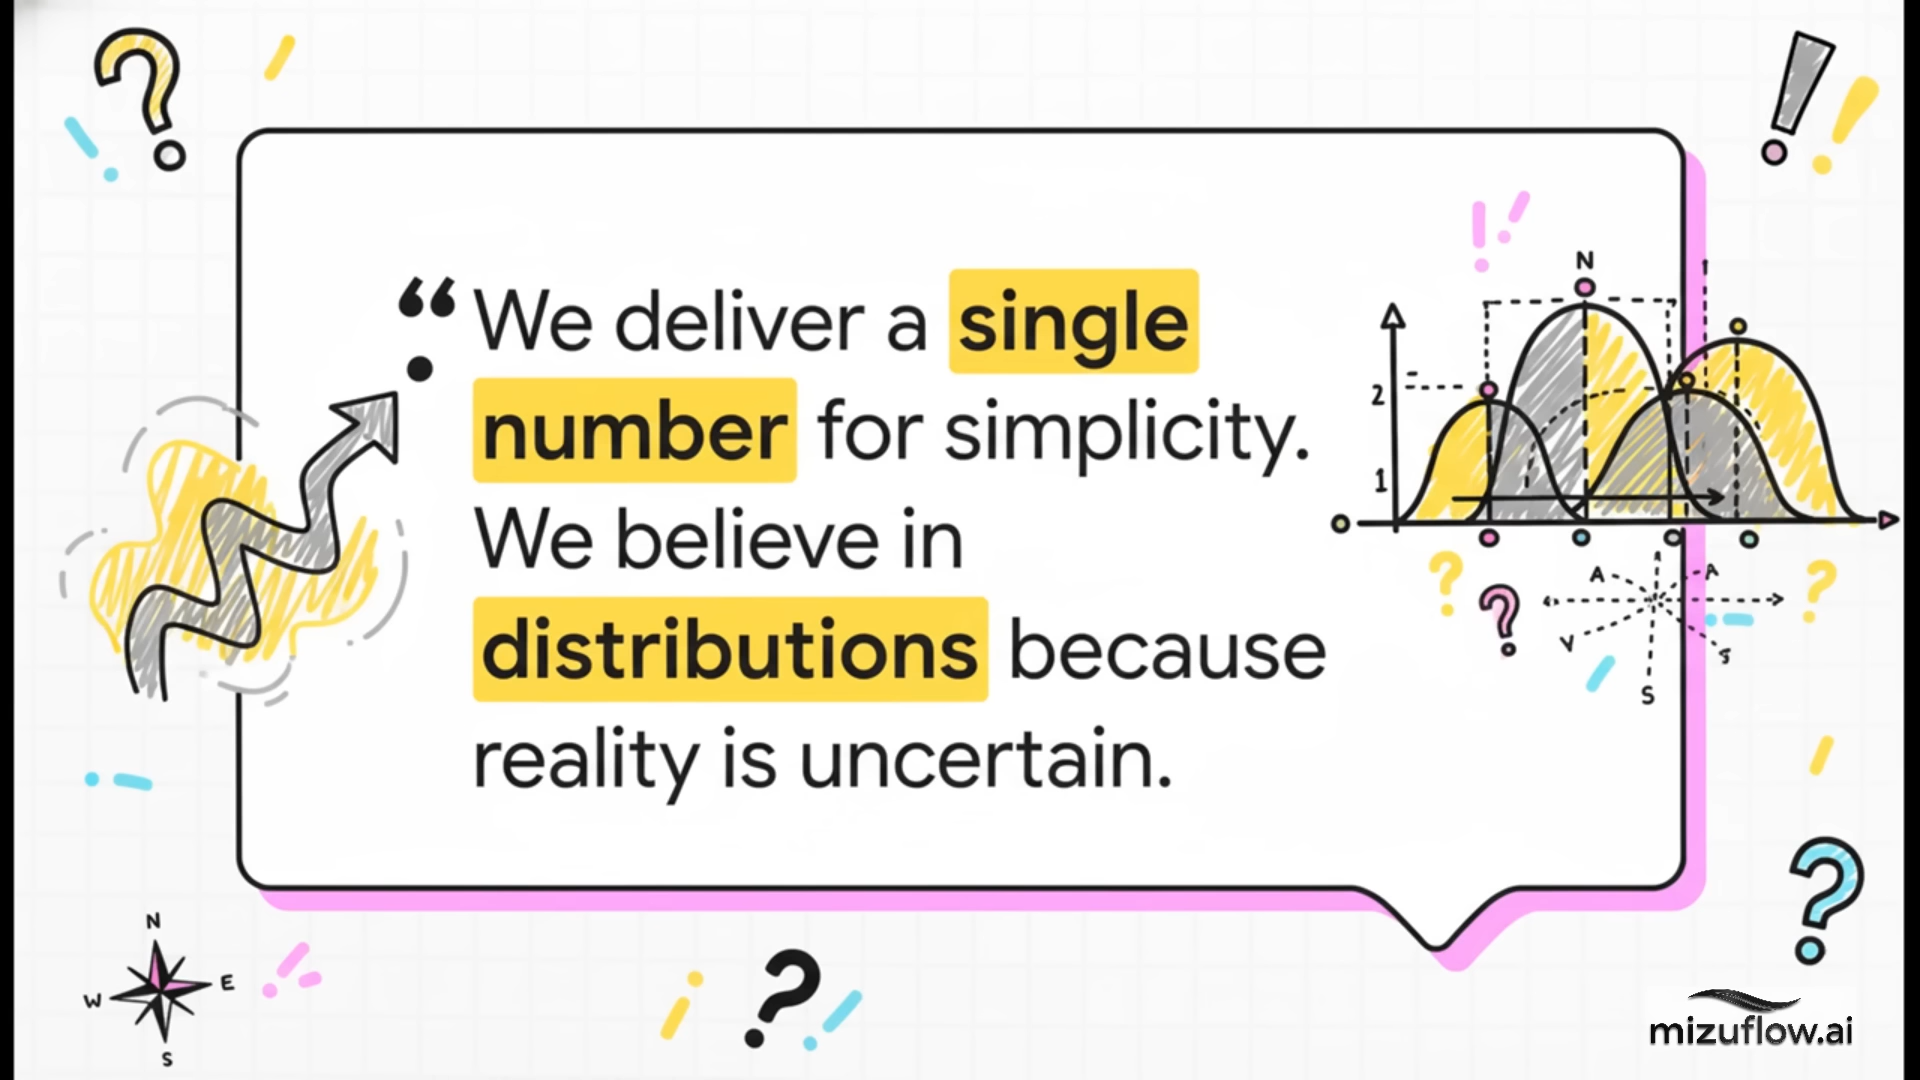 “We deliver a single
number for simplicity.
We believe in
distributions because
reality is uncertain.
N
2
1
A
A
V
S
S
N
W
E
S
mizuflow.ai